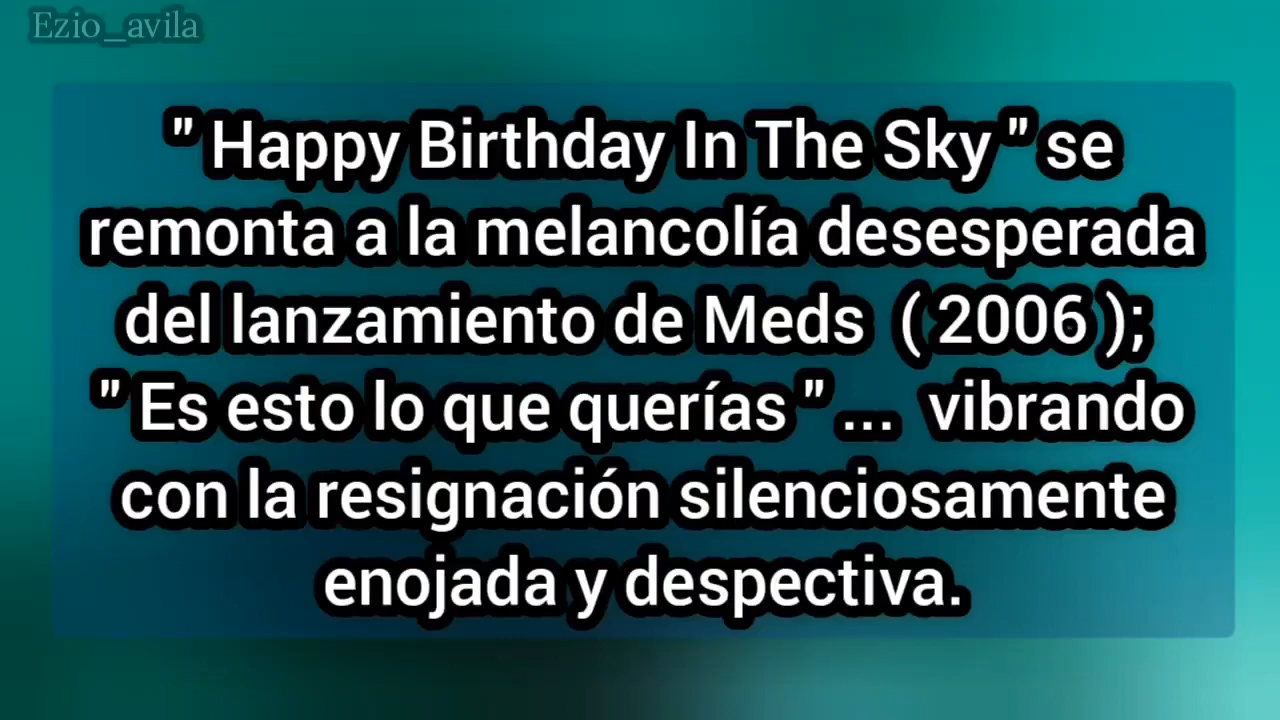 Ezio_avila
" Happy Birthday In The Sky " se
remonta a la melancolía desesperada
del lanzamiento de Meds ( 2006 );
" Es esto lo que querías " ... vibrando
con la resignación silenciosamente
enojada y despectiva.